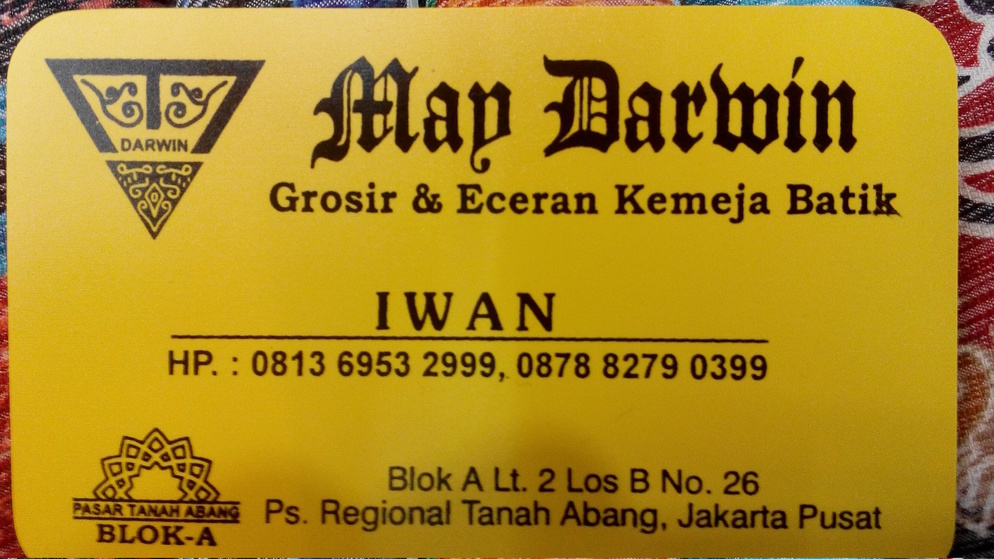 DARWIN
May Darwin
Grosir & Eceran Kemeja Batik
IWAN
HP. : 0813 6953 2999, 0878 8279 0399
PASAR TANAH ABANG
BLOK-A
Blok A Lt. 2 Los B No. 26
Ps. Regional Tanah Abang, Jakarta Pusat